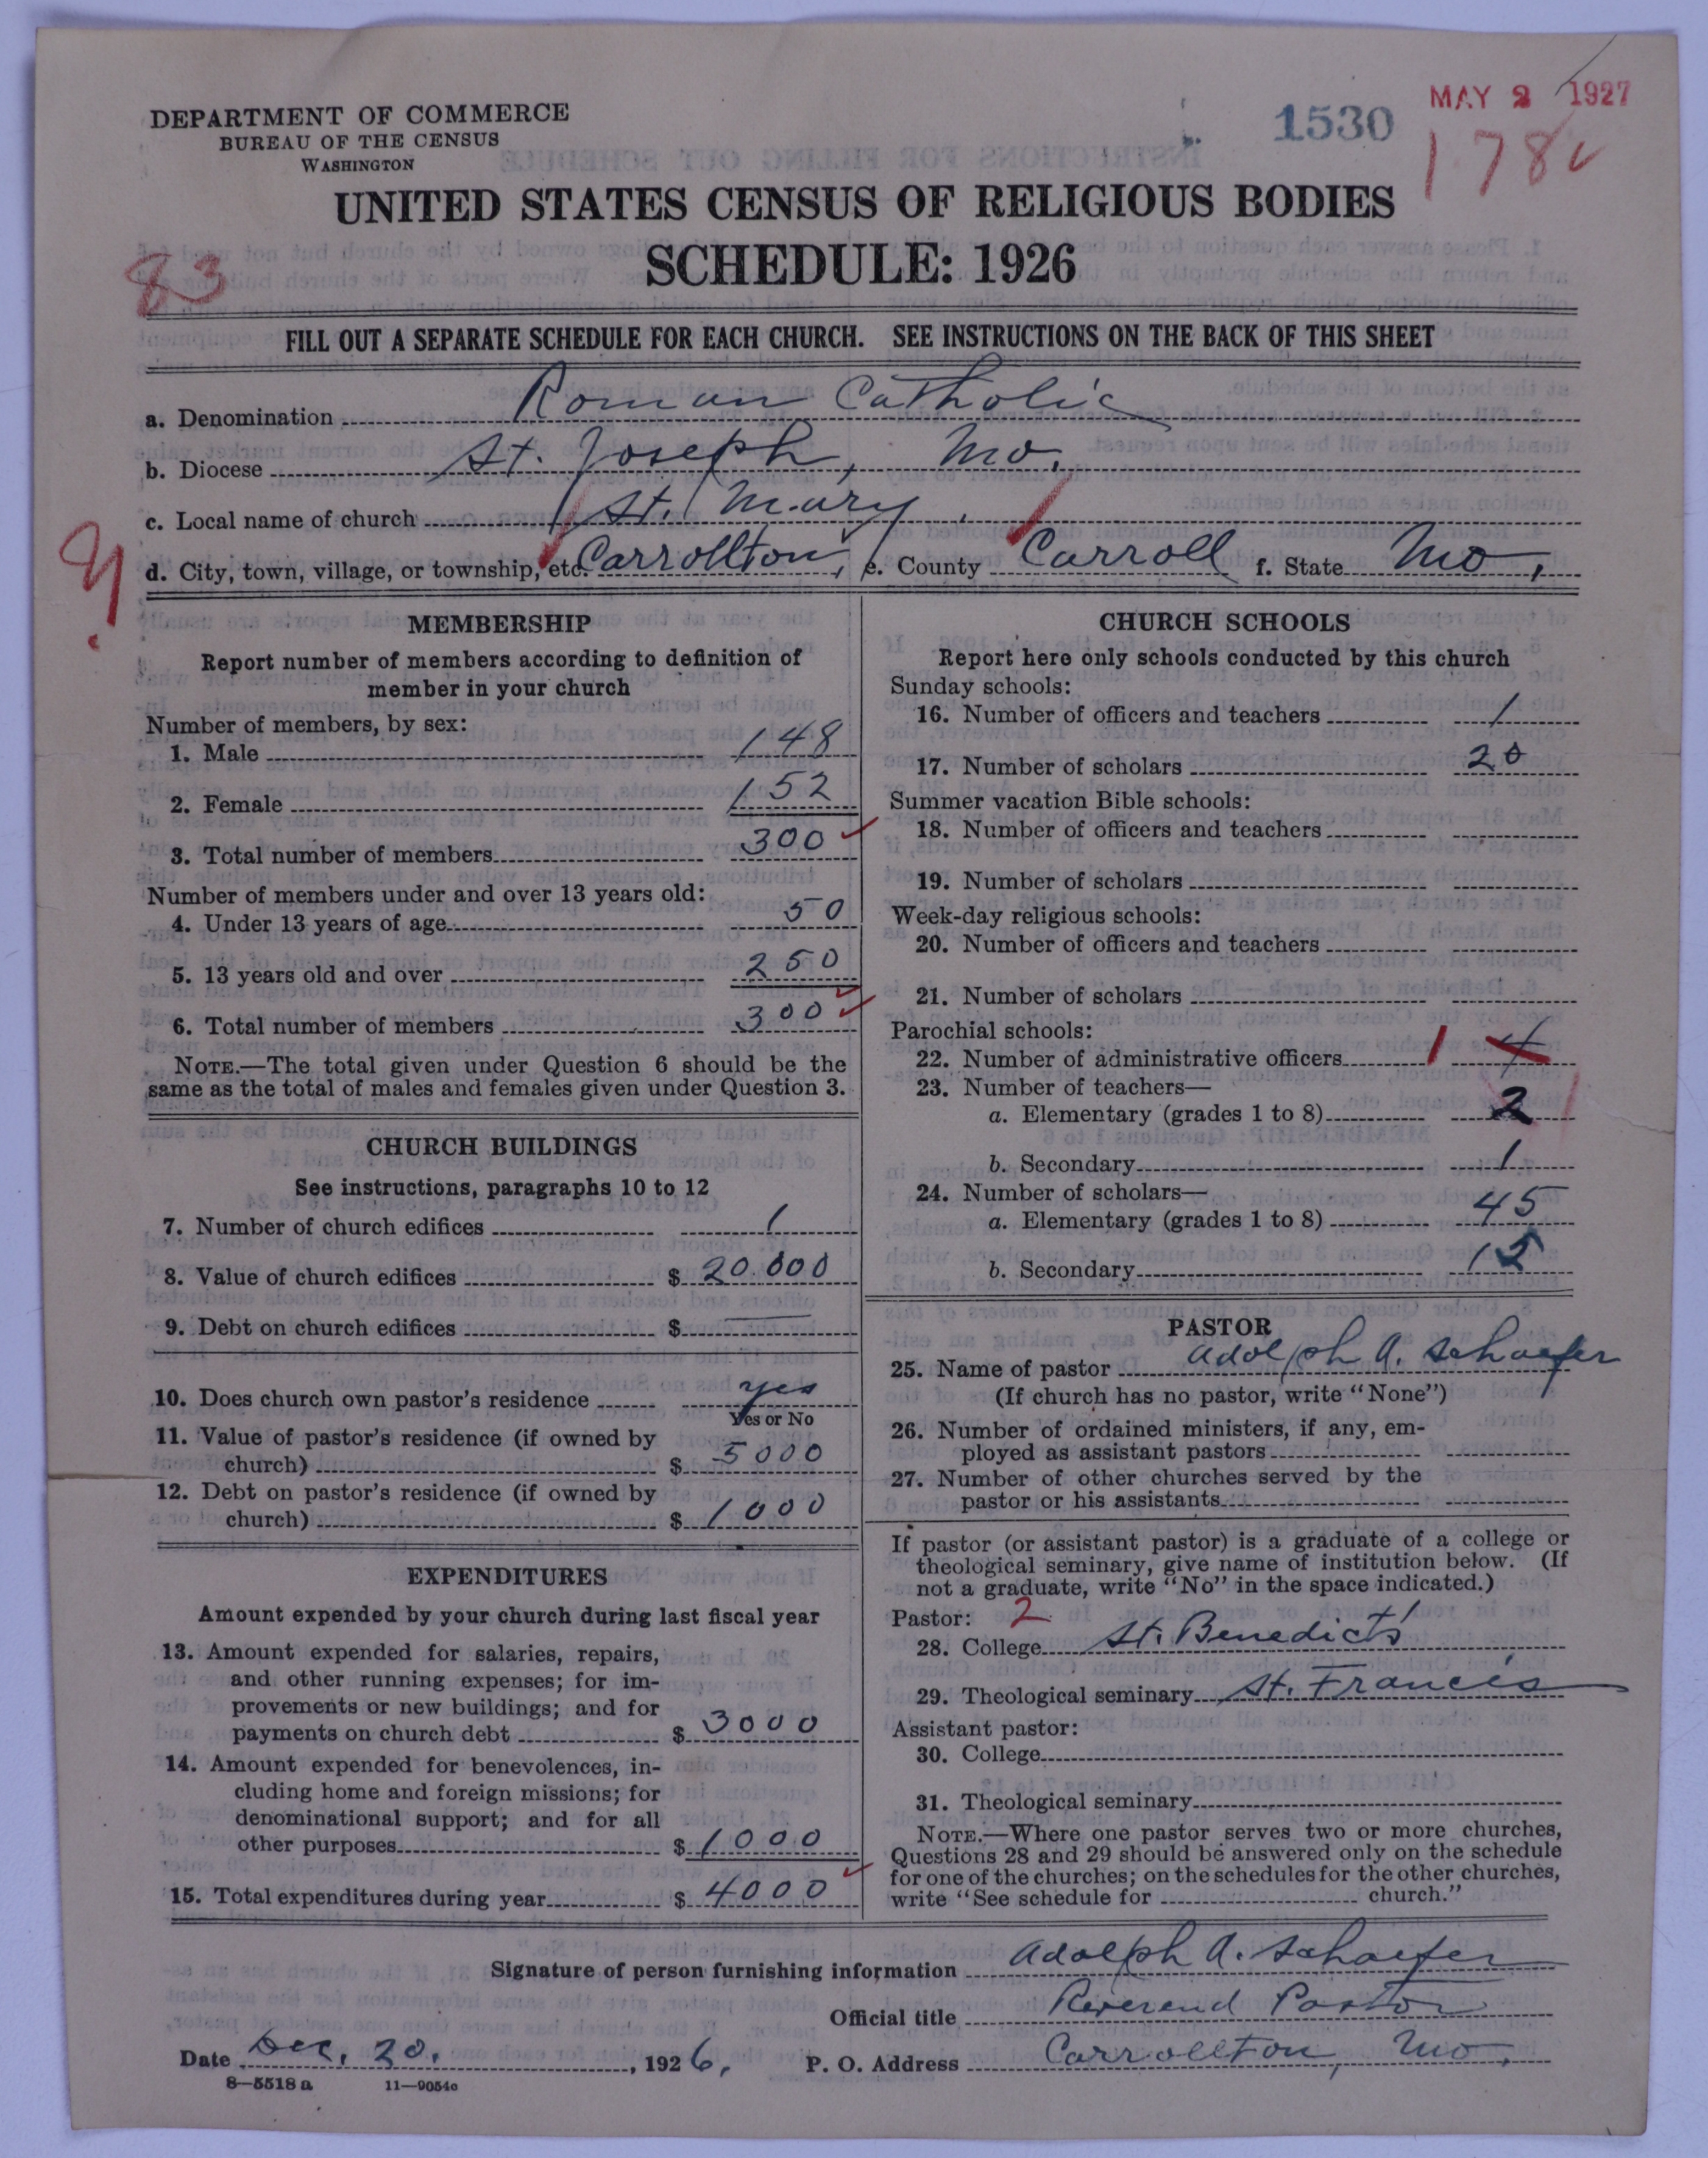 DEPARTMENT OF COMMERCE
BUREAU OF THE CENSUS
WASHINGTON
1530
MAY 2 1927
178
UNITED STATES CENSUS OF RELIGIOUS BODIES
SCHEDULE: 1926
83
FILL OUT A SEPARATE SCHEDULE FOR EACH CHURCH. SEE INSTRUCTIONS ON THE BACK OF THIS SHEET
a. Denomination Roman Catholic
b. Diocese St. Joseph, Mo.
c. Local name of church St. Mary.
d. City, town, village, or township, etc. Carrollton, e. County Carroll f. State Mo.
MEMBERSHIP
Report number of members according to definition of
member in your church
Number of members, by sex:
1. Male 148
2. Female 152
3. Total number of members 300
Number of members under and over 13 years old:
4. Under 13 years of age 50
5. 13 years old and over 250
6. Total number of members 300
NOTE.—The total given under Question 6 should be the
same as the total of males and females given under Question 3.
CHURCH BUILDINGS
See instructions, paragraphs 10 to 12
7. Number of church edifices 1
8. Value of church edifices $ 20.000
9. Debt on church edifices $ —
10. Does church own pastor's residence yes
Yes or No
11. Value of pastor's residence (if owned by
church) $ 5000
12. Debt on pastor's residence (if owned by
church) $ 1000
EXPENDITURES
Amount expended by your church during last fiscal year
13. Amount expended for salaries, repairs,
and other running expenses; for im-
provements or new buildings; and for
payments on church debt $ 3000
14. Amount expended for benevolences, in-
cluding home and foreign missions; for
denominational support; and for all
other purposes $ 1000
15. Total expenditures during year $ 4000
CHURCH SCHOOLS
Report here only schools conducted by this church
Sunday schools:
16. Number of officers and teachers 1
17. Number of scholars 20
Summer vacation Bible schools:
18. Number of officers and teachers
19. Number of scholars
Week-day religious schools:
20. Number of officers and teachers
21. Number of scholars
Parochial schools:
22. Number of administrative officers 1 4
23. Number of teachers—
a. Elementary (grades 1 to 8) 2
b. Secondary 1
24. Number of scholars—
a. Elementary (grades 1 to 8) 45
b. Secondary 15
PASTOR
25. Name of pastor Adolph A. Schaefer
(If church has no pastor, write "None")
26. Number of ordained ministers, if any, em-
ployed as assistant pastors
27. Number of other churches served by the
pastor or his assistants
If pastor (or assistant pastor) is a graduate of a college or
theological seminary, give name of institution below. (If
not a graduate, write "No" in the space indicated.)
Pastor: 2
28. College St. Benedict's
29. Theological seminary St. Francis
Assistant pastor:
30. College
31. Theological seminary
NOTE.—Where one pastor serves two or more churches,
Questions 28 and 29 should be answered only on the schedule
for one of the churches; on the schedules for the other churches,
write "See schedule for church."
Signature of person furnishing information Adolph A. Schaefer
Official title Reverend Pastor
Date Dec. 20. , 1926, P. O. Address Carrollton, Mo.
8—5518 a 11—9054c